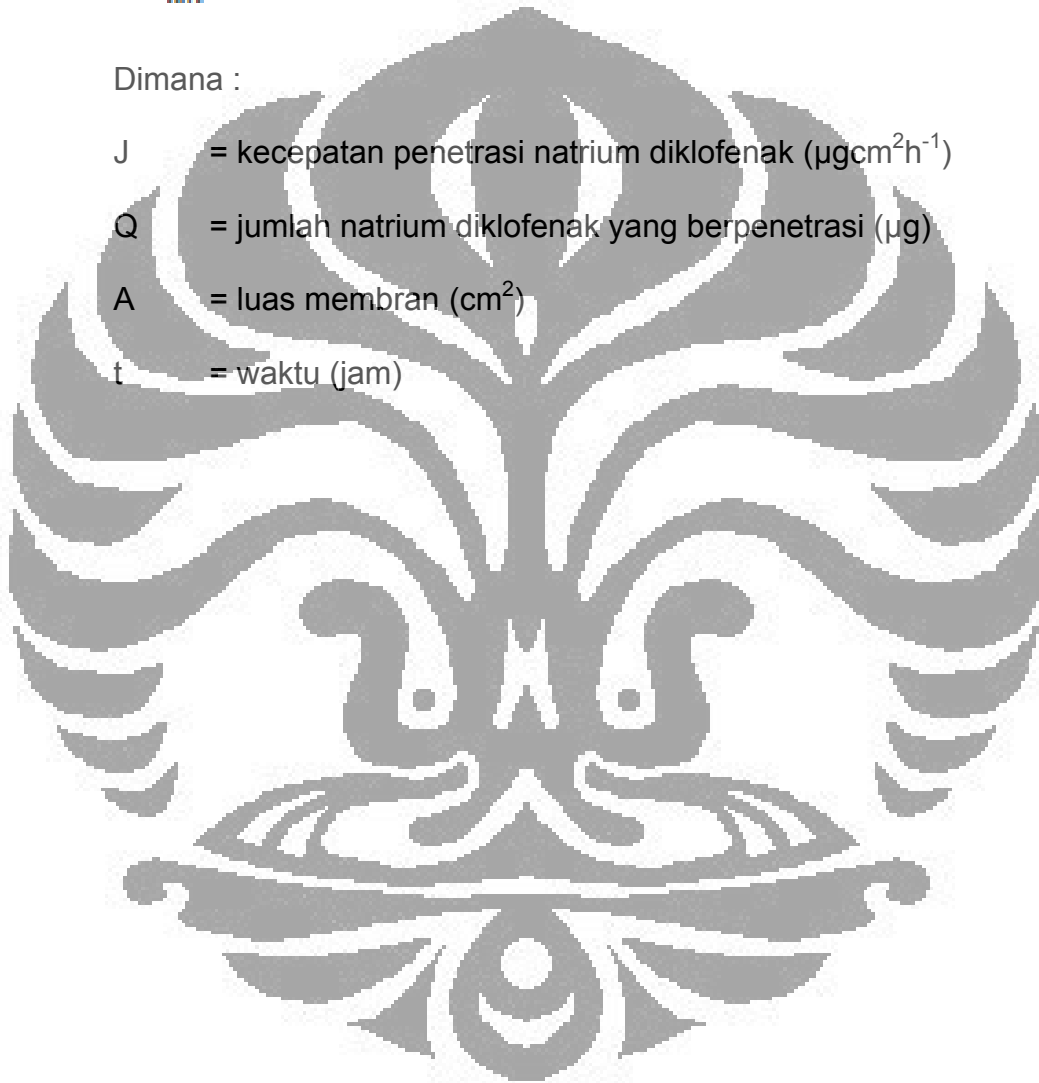 Dimana :
J = kecepatan penetrasi natrium diklofenak (µgcm²h⁻¹)
Q = jumlah natrium diklofenak yang berpenetrasi (µg)
A = luas membran (cm²)
t = waktu (jam)